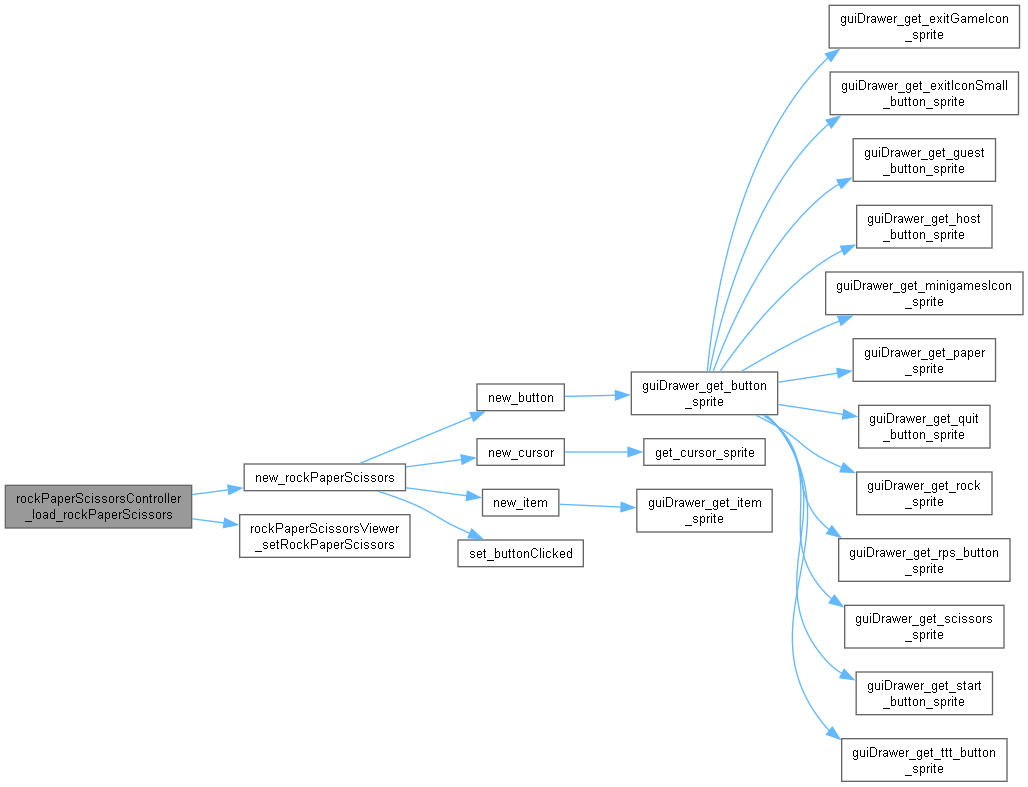 rockPaperScissorsController
_load_rockPaperScissors
new_rockPaperScissors
rockPaperScissorsViewer
_setRockPaperScissors
new_button
new_cursor
new_item
set_buttonClicked
guiDrawer_get_button
_sprite
get_cursor_sprite
guiDrawer_get_item
_sprite
guiDrawer_get_exitGameIcon
_sprite
guiDrawer_get_exitIconSmall
_button_sprite
guiDrawer_get_guest
_button_sprite
guiDrawer_get_host
_button_sprite
guiDrawer_get_minigamesIcon
_sprite
guiDrawer_get_paper
_sprite
guiDrawer_get_quit
_button_sprite
guiDrawer_get_rock
_sprite
guiDrawer_get_rps_button
_sprite
guiDrawer_get_scissors
_sprite
guiDrawer_get_start
_button_sprite
guiDrawer_get_ttt_button
_sprite